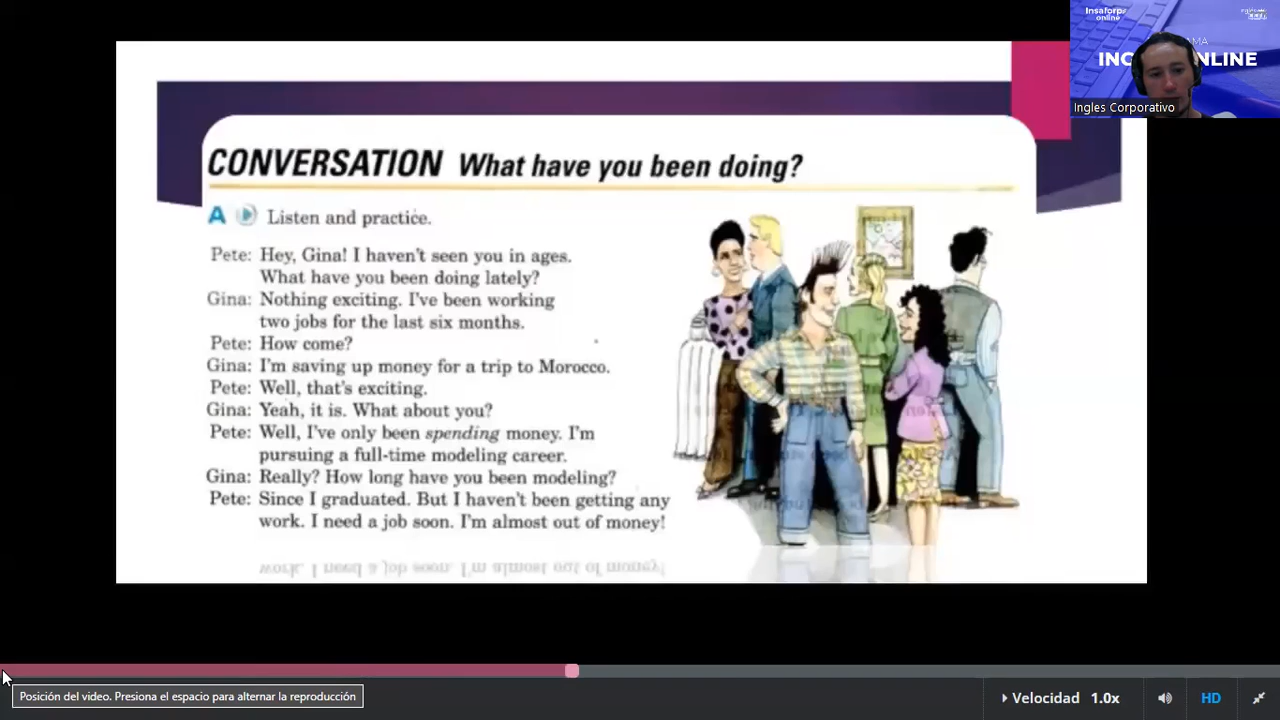 Insaforp
online
INC NLINE
Ingles Corporativo
CONVERSATION What have you been doing?
A Listen and practice.
Pete: Hey, Gina! I haven't seen you in ages.
What have you been doing lately?
Gina: Nothing exciting. I've been working
two jobs for the last six months.
Pete: How come?
Gina: I'm saving up money for a trip to Morocco.
Pete: Well, that's exciting.
Gina: Yeah, it is. What about you?
Pete: Well, I've only been spending money. I'm
pursuing a full-time modeling career.
Gina: Really? How long have you been modeling?
Pete: Since I graduated. But I haven't been getting any
work. I need a job soon. I'm almost out of money!
Posición del video. Presiona el espacio para alternar la reproducción
Velocidad 1.0x
HD